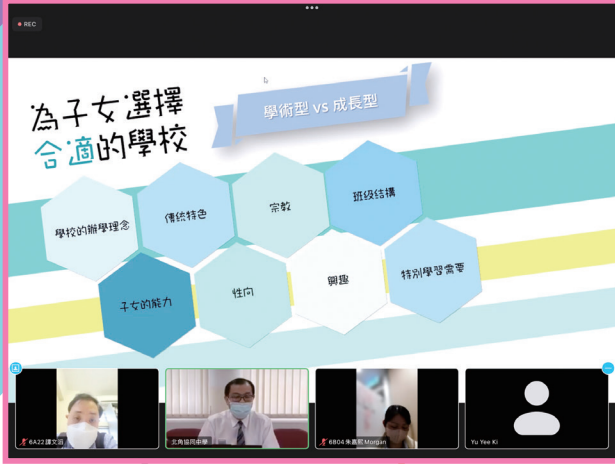 REC
為子女選擇
合適的學校
學術型 vs 成長型
學校的辦學理念
傳統特色
宗教
班級結構
子女的能力
性向
興趣
特別學習需要
6A22 譚文
北角協同中學
6B04 朱嘉熙 Morgan
Yu Yee Ki